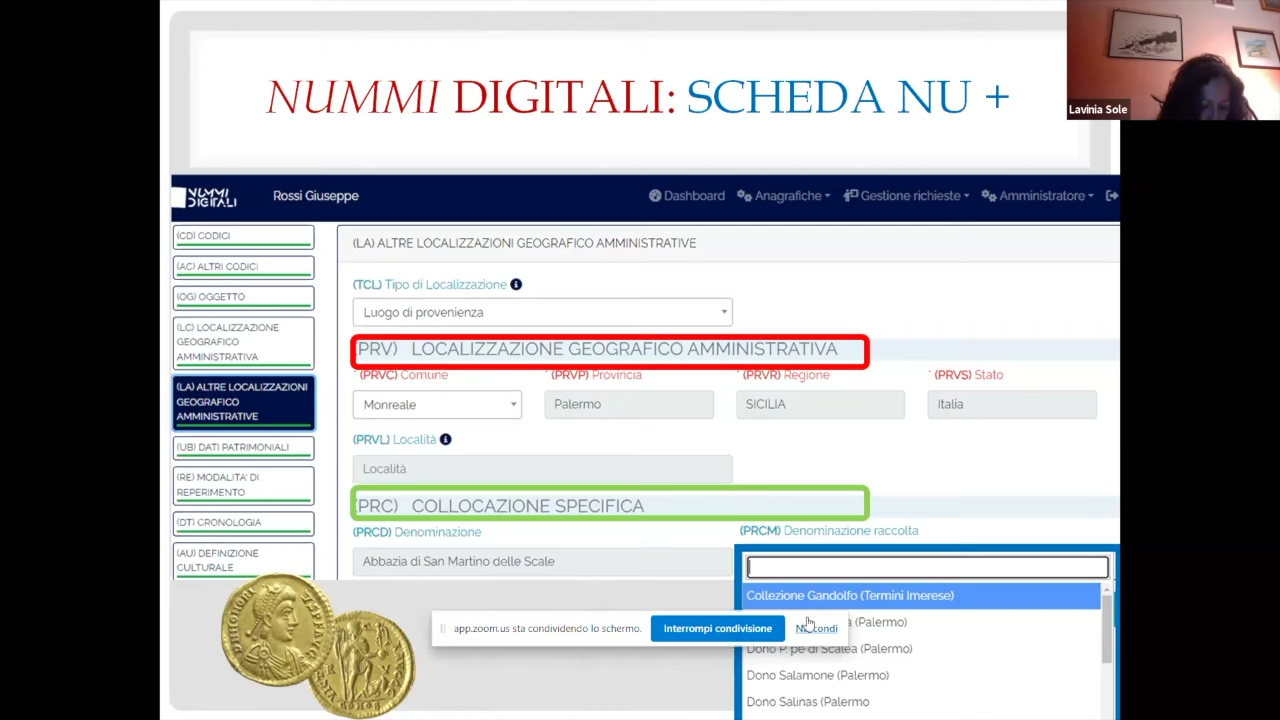 NUMMI DIGITALI: SCHEDA NU +
Lavinia Sole
NUMMI
DIGITALI
Rossi Giuseppe
Dashboard
Anagrafiche
Gestione richieste
Amministratore
(CD) CODICI
(AC) ALTRI CODICI
(OG) OGGETTO
(LC) LOCALIZZAZIONE
GEOGRAFICO
AMMINISTRATIVA
(LA) ALTRE LOCALIZZAZIONI
GEOGRAFICO
AMMINISTRATIVE
(UB) DATI PATRIMONIALI
(RE) MODALITA' DI
REPERIMENTO
(DT) CRONOLOGIA
(AU) DEFINIZIONE
CULTURALE
(LA) ALTRE LOCALIZZAZIONI GEOGRAFICO AMMINISTRATIVE
(TCL) Tipo di Localizzazione
Luogo di provenienza
(PRV) LOCALIZZAZIONE GEOGRAFICO AMMINISTRATIVA
* (PRVC) Comune
* (PRVP) Provincia
* (PRVR) Regione
* (PRVS) Stato
Monreale
Palermo
SICILIA
Italia
(PRVL) Località
Località
(PRC) COLLOCAZIONE SPECIFICA
(PRCD) Denominazione
(PRCM) Denominazione raccolta
Abbazia di San Martino delle Scale
Collezione Gandolfo (Termini Imerese)
(Palermo)
Dono P. pe di Scalea (Palermo)
Dono Salamone (Palermo)
Dono Salinas (Palermo
app.zoom.us sta condividendo lo schermo.
Interrompi condivisione